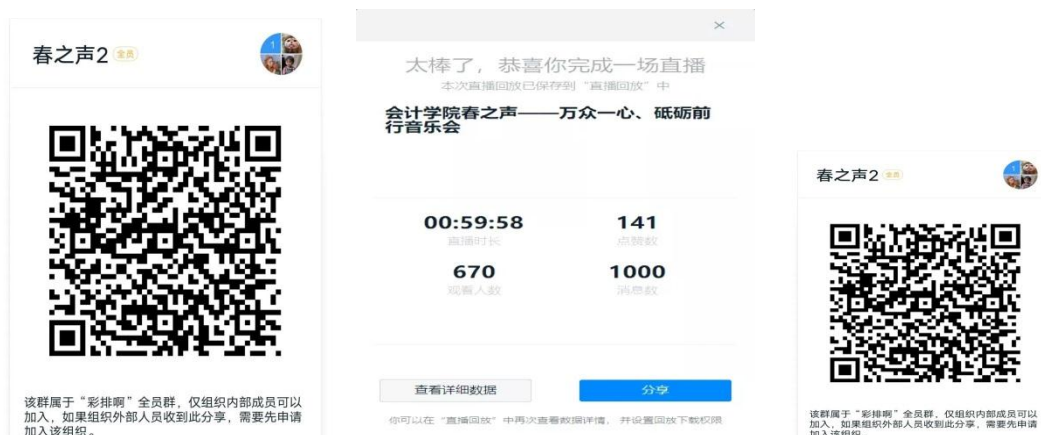 春之声2 全员
该群属于“彩排啊”全员群，仅组织内部成员可以
加入，如果组织外部人员收到此分享，需要先申请
加入该组织。
太棒了，恭喜你完成一场直播
本次直播回放已保存到“直播回放”中
会计学院春之声——万众一心、砥砺前
行音乐会
00:59:58 141
直播时长 点赞数
670 1000
观看人数 消息数
查看详细数据 分享
你可以在“直播回放”中再次查看数据详情，并设置回放下载权限
春之声2 全员
该群属于“彩排啊”全员群，仅组织内部成员可以
加入，如果组织外部人员收到此分享，需要先申请
加入该组织